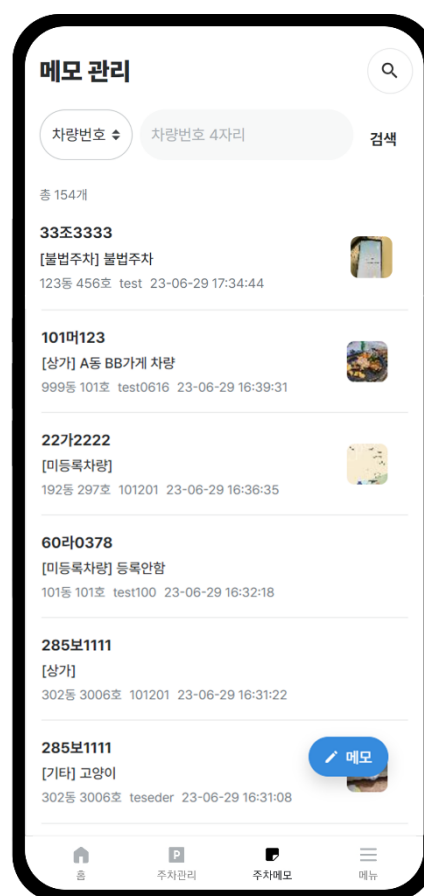 메모 관리
차량번호 차량번호 4자리 검색
총 154개
33조3333
[불법주차] 불법주차
123동 456호 test 23-06-29 17:34:44
101머123
[상가] A동 BB가게 차량
999동 101호 test0616 23-06-29 16:39:31
22가2222
[미등록차량]
192동 297호 101201 23-06-29 16:36:35
60라0378
[미등록차량] 등록안함
101동 101호 test100 23-06-29 16:32:18
285보1111
[상가]
302동 3006호 101201 23-06-29 16:31:22
285보1111
[기타] 고양이
302동 3006호 teseder 23-06-29 16:31:08
메모
P
홈 주차관리 주차메모 메뉴